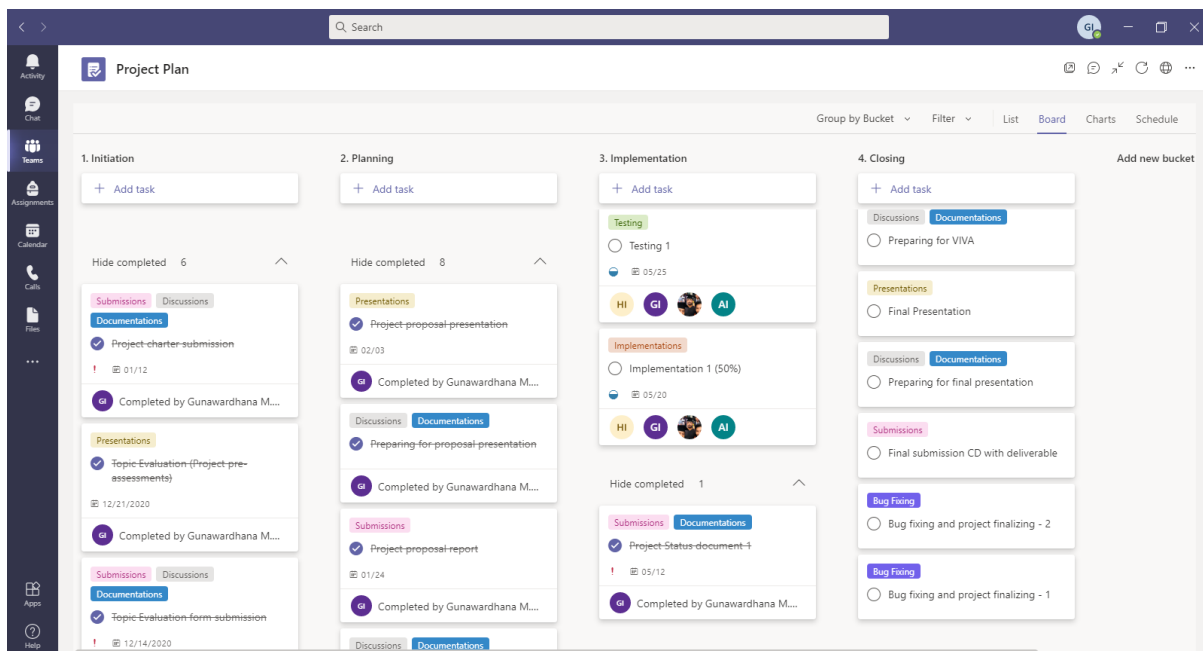 Search
GI
Activity
Chat
Teams
Assignments
Calendar
Calls
Files
Apps
Help
Project Plan
Group by Bucket
Filter
List
Board
Charts
Schedule
1. Initiation
+ Add task
Hide completed 6
Submissions Discussions
Documentations
Project charter submission
! 01/12
GI Completed by Gunawardhana M....
Presentations
Topic Evaluation (Project pre-
assessments)
12/21/2020
GI Completed by Gunawardhana M....
Submissions Discussions
Documentations
Topic Evaluation form submission
! 12/14/2020
2. Planning
+ Add task
Hide completed 8
Presentations
Project proposal presentation
02/03
GI Completed by Gunawardhana M....
Discussions Documentations
Preparing for proposal presentation
GI Completed by Gunawardhana M....
Submissions
Project proposal report
01/24
GI Completed by Gunawardhana M....
Discussions Documentations
3. Implementation
+ Add task
Testing
Testing 1
05/25
HI GI AI
Implementations
Implementation 1 (50%)
05/20
HI GI AI
Hide completed 1
Submissions Documentations
Project Status document 1
! 05/12
GI Completed by Gunawardhana M....
4. Closing
+ Add task
Discussions Documentations
Preparing for VIVA
Presentations
Final Presentation
Discussions Documentations
Preparing for final presentation
Submissions
Final submission CD with deliverable
Bug Fixing
Bug fixing and project finalizing - 2
Bug Fixing
Bug fixing and project finalizing - 1
Add new bucket